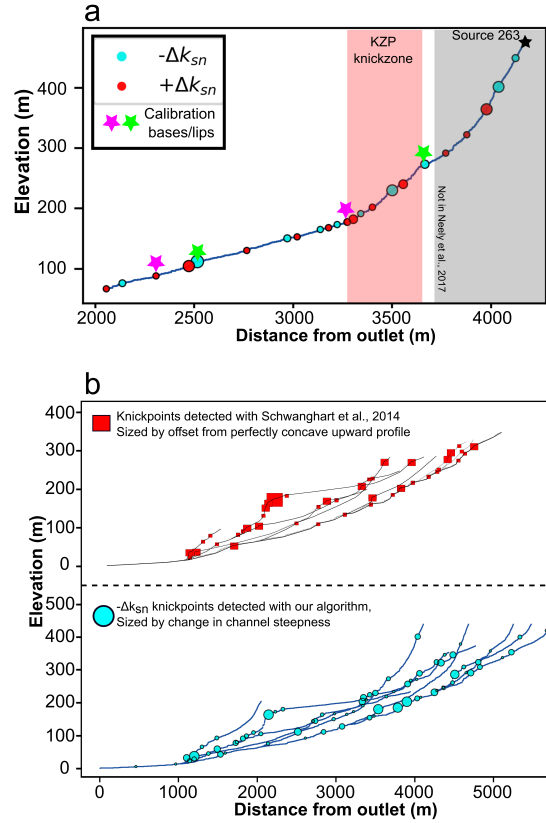 a
-Δksn
+Δksn
Calibration
bases/lips
KZP
knickzone
Source 263
Not in Neely et al., 2017
Elevation (m)
400
300
200
100
2000
2500
3000
3500
4000
Distance from outlet (m)
b
Knickpoints detected with Schwanghart et al., 2014
Sized by offset from perfectly concave upward profile
400
300
200
100
0
Elevation (m)
-Δksn knickpoints detected with our algorithm,
Sized by change in channel steepness
500
400
300
200
100
0
0
1000
2000
3000
4000
5000
Distance from outlet (m)